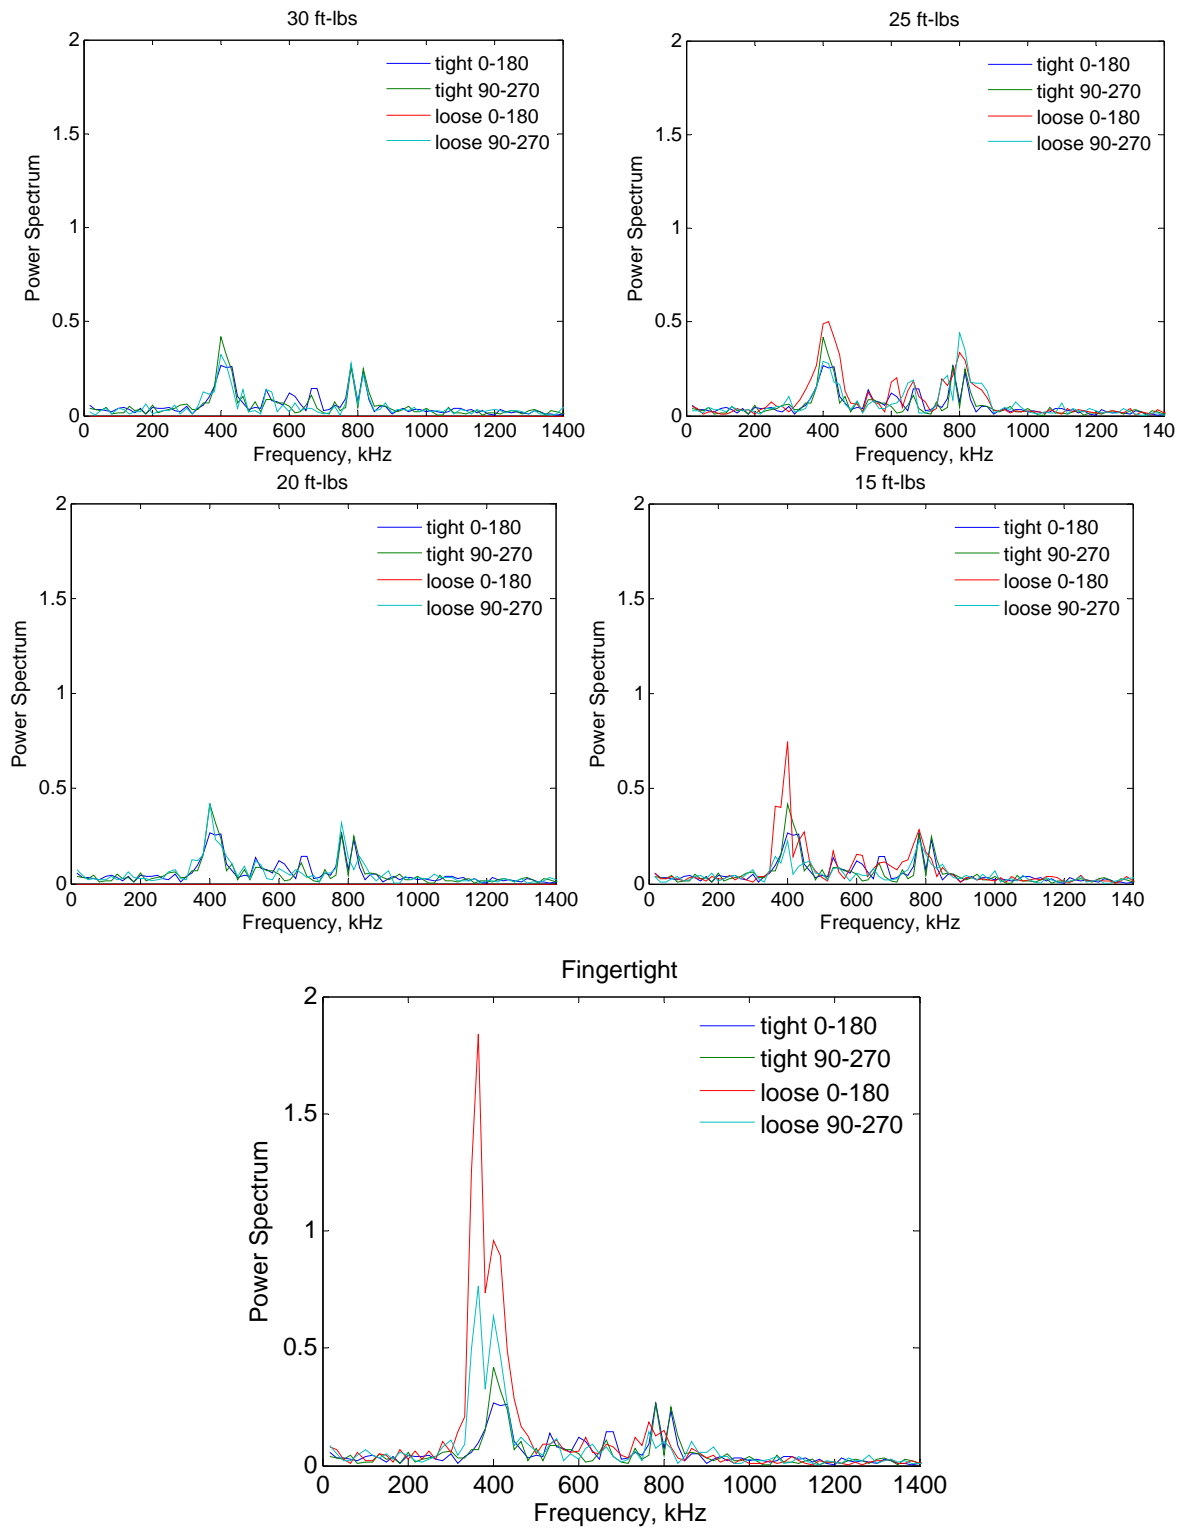 30 ft-lbs
2
1.5
1
0.5
0
Power Spectrum
tight 0-180
tight 90-270
loose 0-180
loose 90-270
0 200 400 600 800 1000 1200 1400
Frequency, kHz
25 ft-lbs
2
1.5
1
0.5
0
Power Spectrum
tight 0-180
tight 90-270
loose 0-180
loose 90-270
0 200 400 600 800 1000 1200 140
Frequency, kHz
20 ft-lbs
2
1.5
1
0.5
0
Power Spectrum
tight 0-180
tight 90-270
loose 0-180
loose 90-270
0 200 400 600 800 1000 1200 1400
Frequency, kHz
15 ft-lbs
2
1.5
1
0.5
0
Power Spectrum
tight 0-180
tight 90-270
loose 0-180
loose 90-270
0 200 400 600 800 1000 1200 140
Frequency, kHz
Fingertight
2
1.5
1
0.5
0
Power Spectrum
tight 0-180
tight 90-270
loose 0-180
loose 90-270
0 200 400 600 800 1000 1200 1400
Frequency, kHz